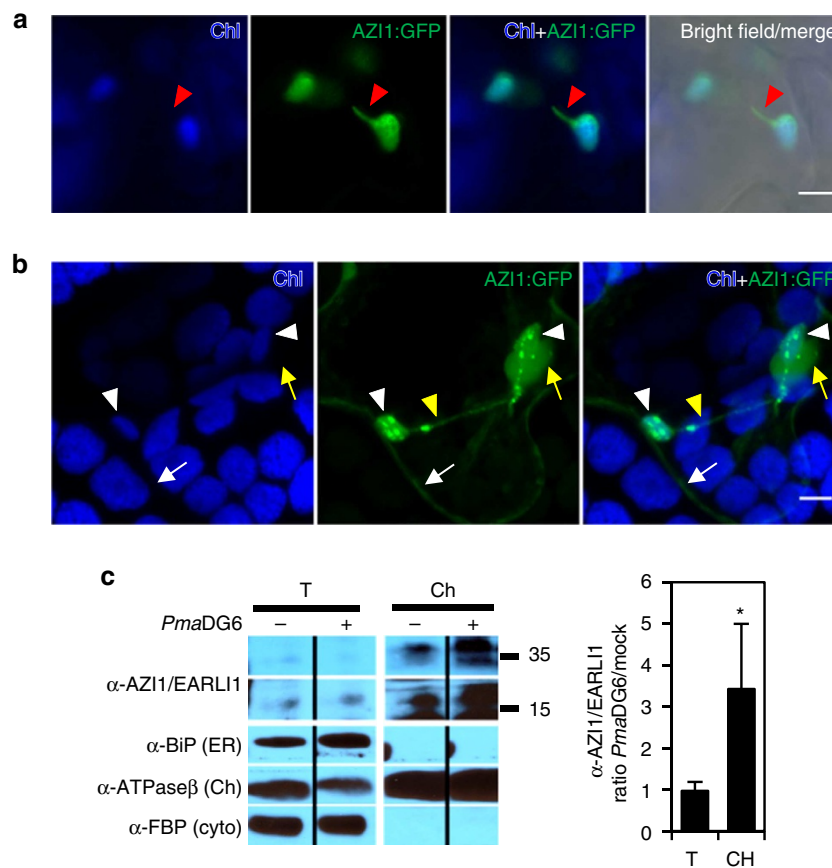 a
Chl
AZI1:GFP
Chl+AZI1:GFP
Bright field/merge
b
Chl
AZI1:GFP
Chl+AZI1:GFP
c
T
Ch
PmaDG6
– + – +
α-AZI1/EARLI1
35
15
α-BiP (ER)
α-ATPaseβ (Ch)
α-FBP (cyto)
α-AZI1/EARLI1
ratio PmaDG6/mock
6
5
4
3
2
1
0
*
T
CH